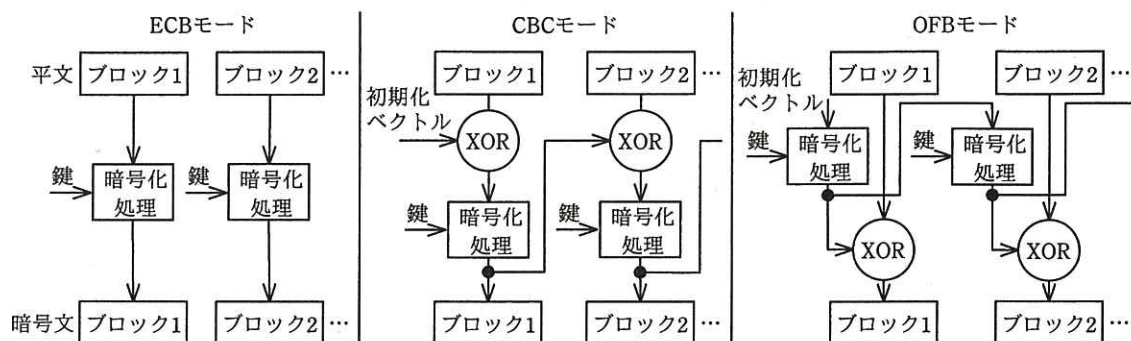 ECBモード
平文
ブロック1
ブロック2
…
鍵
暗号化
処理
鍵
暗号化
処理
暗号文
ブロック1
ブロック2
…
CBCモード
ブロック1
ブロック2
…
初期化
ベクトル
XOR
XOR
鍵
暗号化
処理
鍵
暗号化
処理
ブロック1
ブロック2
…
OFBモード
ブロック1
ブロック2
…
初期化
ベクトル
鍵
暗号化
処理
鍵
暗号化
処理
XOR
XOR
ブロック1
ブロック2
…